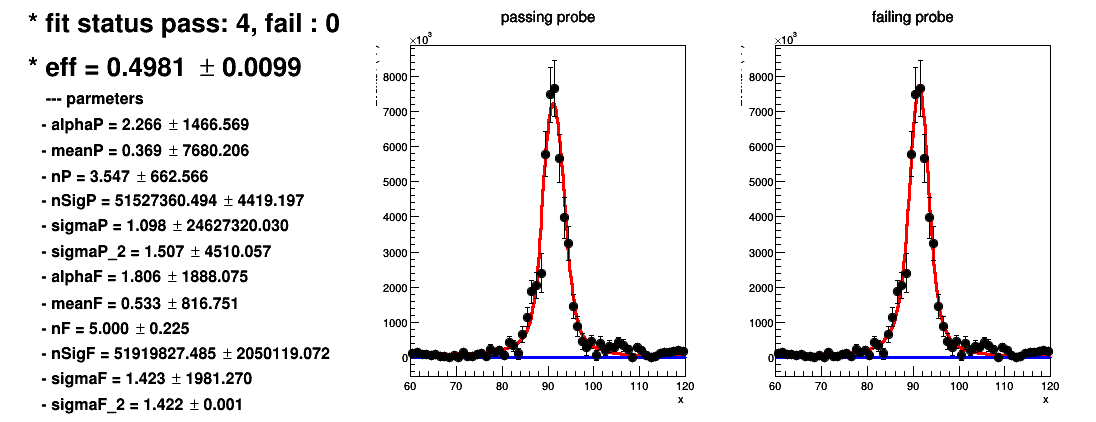 * fit status pass: 4, fail : 0
* eff = 0.4981 ± 0.0099
--- parmeters
- alphaP = 2.266 ± 1466.569
- meanP = 0.369 ± 7680.206
- nP = 3.547 ± 662.566
- nSigP = 51527360.494 ± 4419.197
- sigmaP = 1.098 ± 24627320.030
- sigmaP_2 = 1.507 ± 4510.057
- alphaF = 1.806 ± 1888.075
- meanF = 0.533 ± 816.751
- nF = 5.000 ± 0.225
- nSigF = 51919827.485 ± 2050119.072
- sigmaF = 1.423 ± 1981.270
- sigmaF_2 = 1.422 ± 0.001
passing probe
×10³
8000
7000
6000
5000
4000
3000
2000
1000
0
60 70 80 90 100 110 120
x
failing probe
×10³
8000
7000
6000
5000
4000
3000
2000
1000
0
60 70 80 90 100 110 120
x